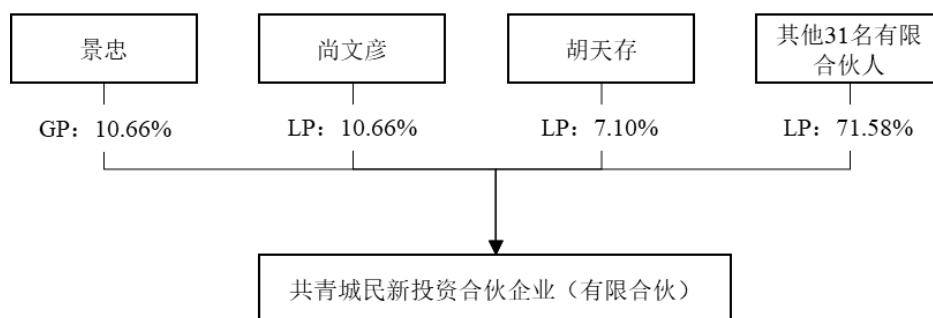 景忠
尚文彦
胡天存
其他31名有限
合伙人
GP：10.66%
LP：10.66%
LP：7.10%
LP：71.58%
共青城民新投资合伙企业（有限合伙）